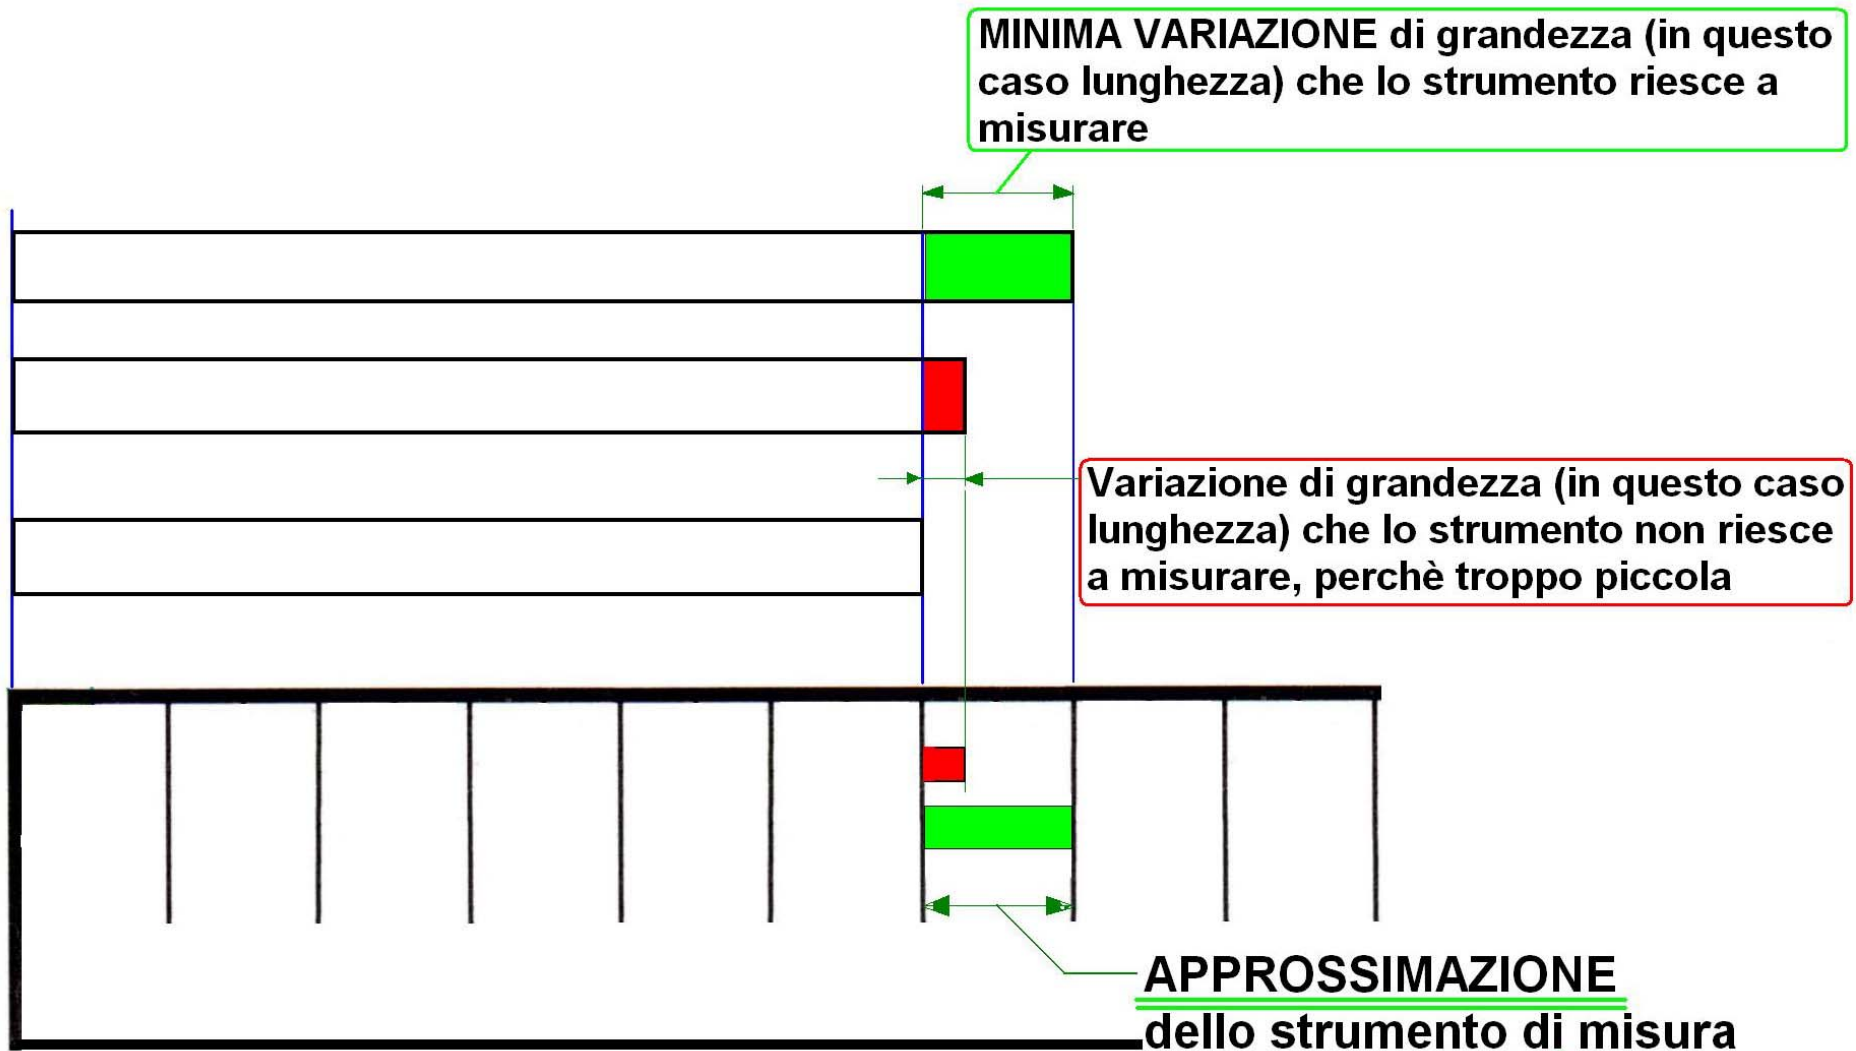 MINIMA VARIAZIONE di grandezza (in questo
caso lunghezza) che lo strumento riesce a
misurare
Variazione di grandezza (in questo caso
lunghezza) che lo strumento non riesce
a misurare, perchè troppo piccola
APPROSSIMAZIONE
dello strumento di misura